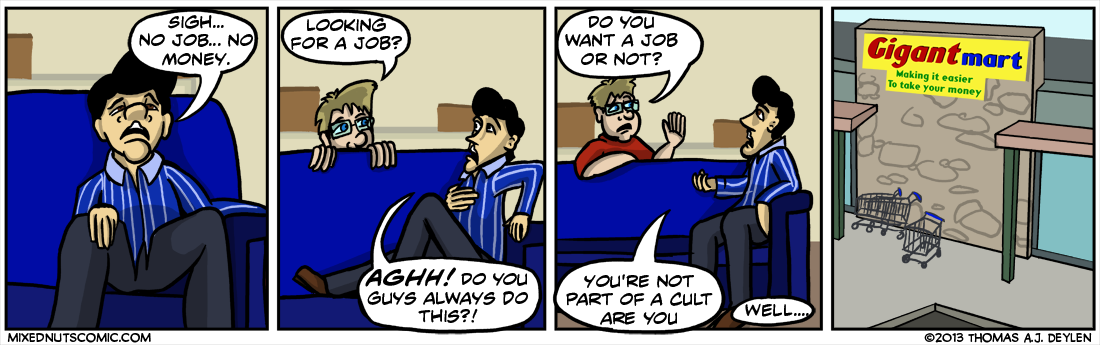 SIGH...
NO JOB... NO
MONEY.
LOOKING
FOR A JOB?
AGHH! DO YOU
GUYS ALWAYS DO
THIS?!
DO YOU
WANT A JOB
OR NOT?
YOU'RE NOT
PART OF A CULT
ARE YOU
WELL....
Gigantmart
Making it easier
To take your money
MIXEDNUTSCOMIC.COM
©2013 THOMAS A.J. DEYLEN